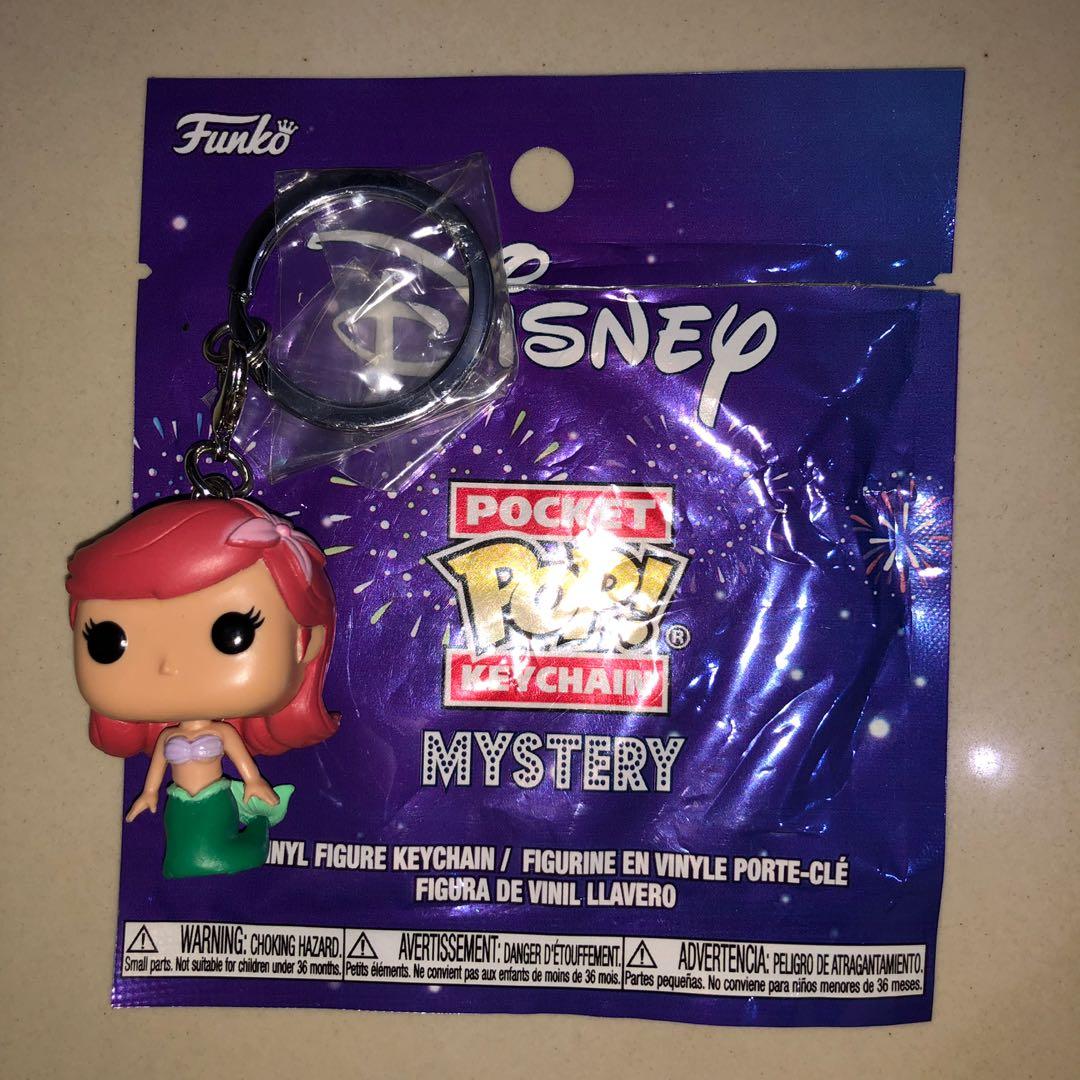 Funko
Disney
POCKET
POP! ®
KEYCHAIN
MYSTERY
INYL FIGURE KEYCHAIN / FIGURINE EN VINYLE PORTE-CLÉ
FIGURA DE VINIL LLAVERO
WARNING: CHOKING HAZARD.
Small parts. Not suitable for children under 36 months.
AVERTISSEMENT: DANGER D'ÉTOUFFEMENT.
Petits éléments. Ne convient pas aux enfants de moins de 36 mois.
ADVERTENCIA: PELIGRO DE ATRAGANTAMIENTO.
Partes pequeñas. No conviene para niños menores de 36 meses.